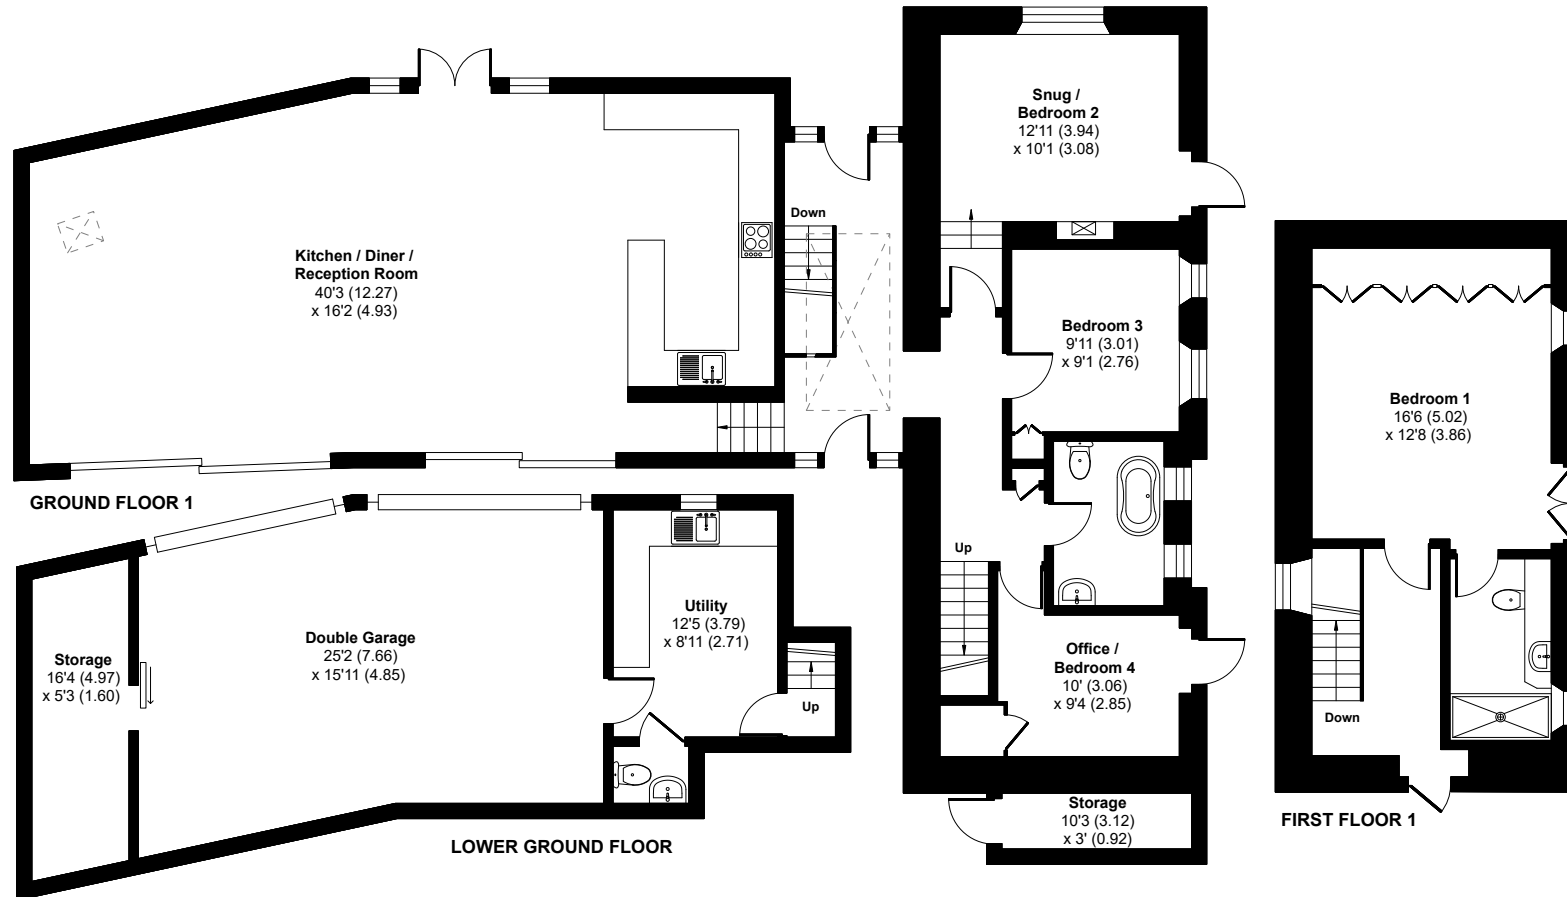 Snug /
Bedroom 2
12'11 (3.94)
x 10'1 (3.08)
Down
Kitchen / Diner /
Reception Room
40'3 (12.27)
x 16'2 (4.93)
Bedroom 3
9'11 (3.01)
x 9'1 (2.76)
Bedroom 1
16'6 (5.02)
x 12'8 (3.86)
GROUND FLOOR 1
Up
Utility
12'5 (3.79)
x 8'11 (2.71)
Double Garage
25'2 (7.66)
x 15'11 (4.85)
Storage
16'4 (4.97)
x 5'3 (1.60)
Office /
Bedroom 4
10' (3.06)
x 9'4 (2.85)
Up
Down
Storage
10'3 (3.12)
x 3' (0.92)
FIRST FLOOR 1
LOWER GROUND FLOOR